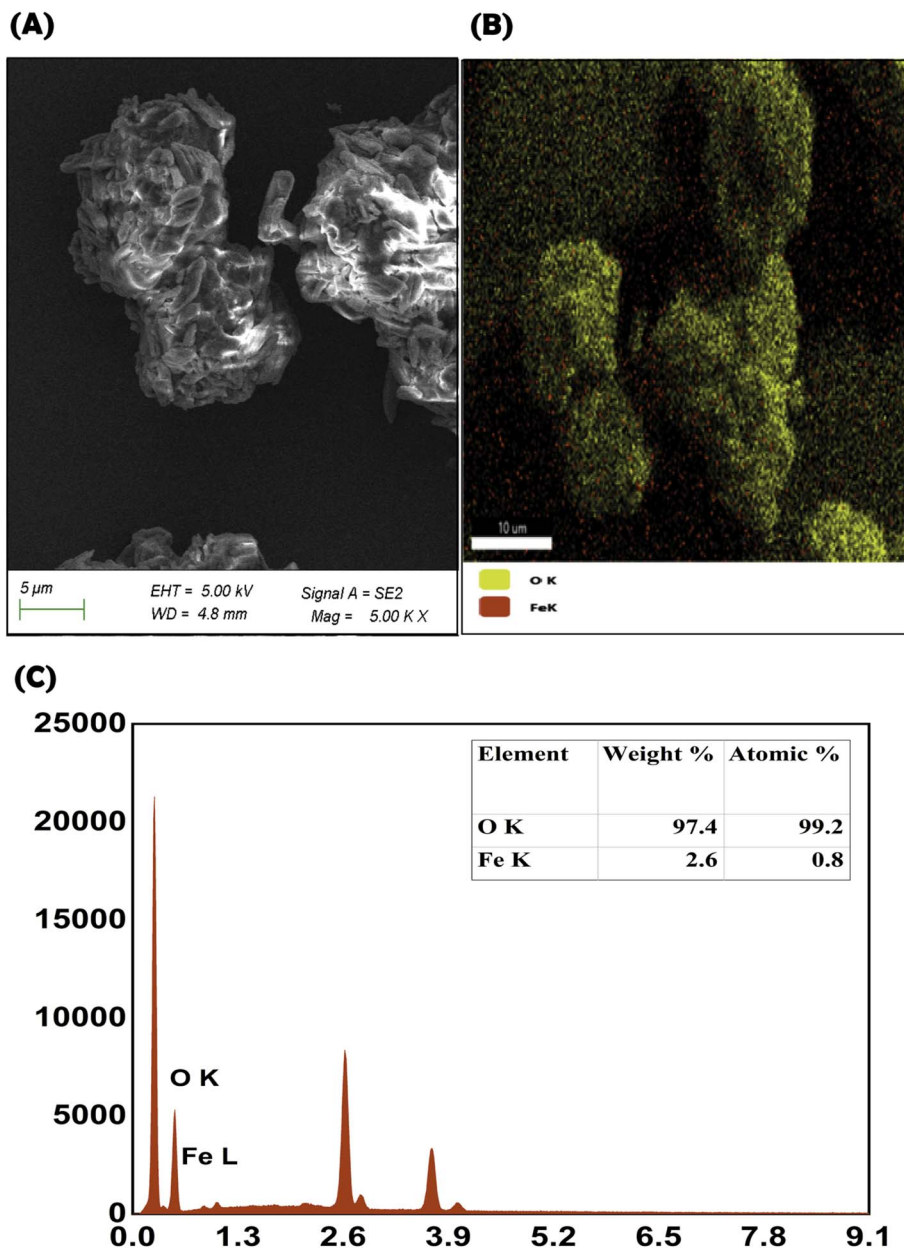 (A)
(B)
5 µm
EHT = 5.00 kV
Signal A = SE2
WD = 4.8 mm
Mag = 5.00 K X
10 um
O K
FeK
(C)
25000
20000
15000
10000
5000
0
Element Weight % Atomic %
O K 97.4 99.2
Fe K 2.6 0.8
O K
Fe L
0.0 1.3 2.6 3.9 5.2 6.5 7.8 9.1